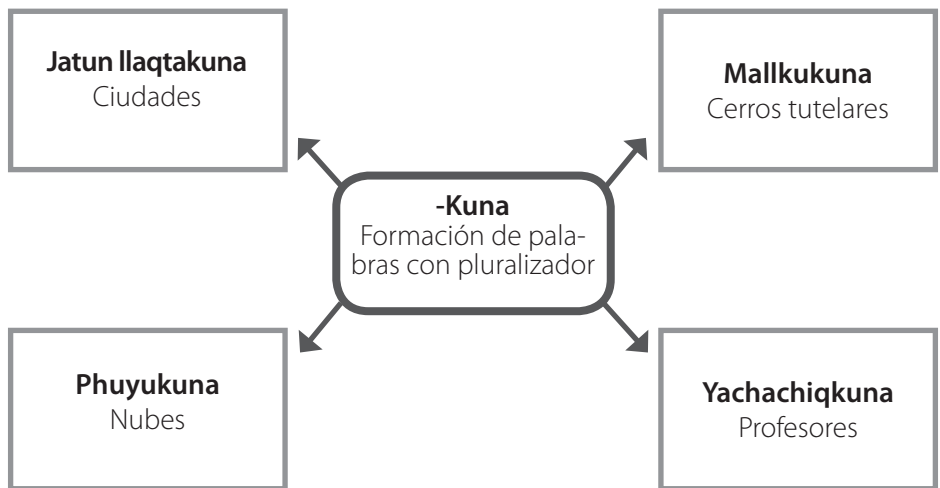 Jatun llaqtakuna
Ciudades
Mallkukuna
Cerros tutelares
-Kuna
Formación de pala-
bras con pluralizador
Phuyukuna
Nubes
Yachachiqkuna
Profesores